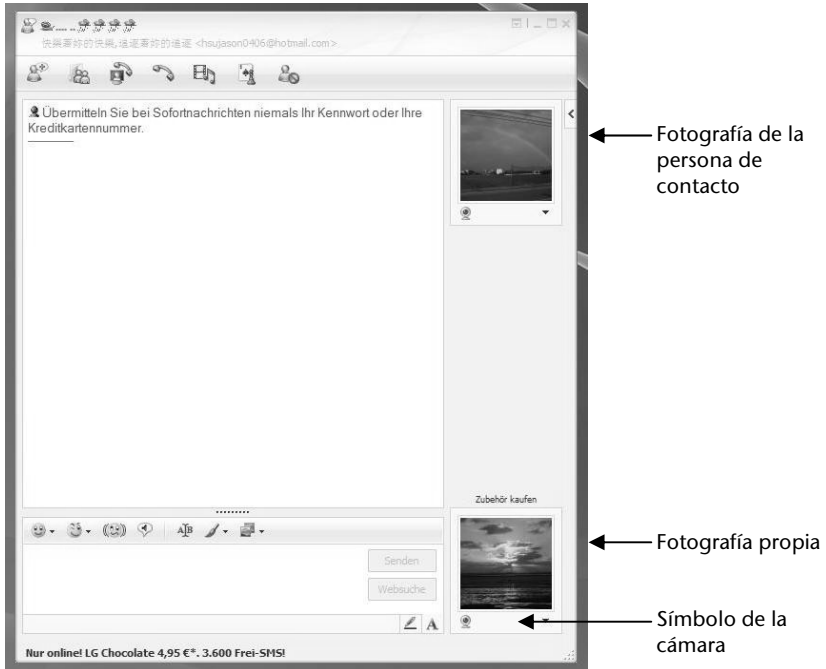 快樂著妳的快樂,追逐著妳的追逐 <hsujason0406@hotmail.com>
Übermitteln Sie bei Sofortnachrichten niemals Ihr Kennwort oder Ihre
Kreditkartennummer.
Fotografía de la
persona de
contacto
Zubehör kaufen
Senden
Websuche
A
Nur online! LG Chocolate 4,95 €*. 3.600 Frei-SMS!
Fotografía propia
Símbolo de la
cámara